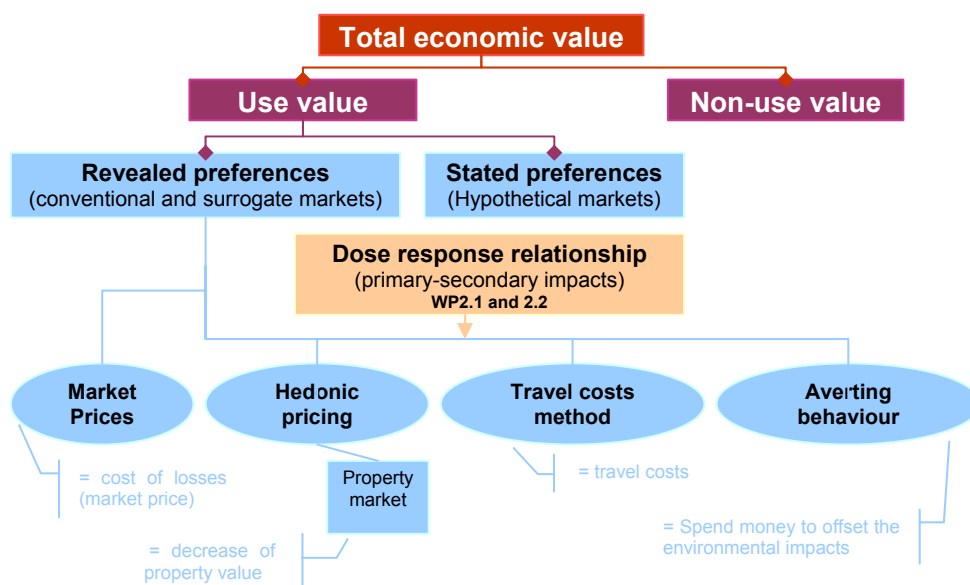 Total economic value
Use value
Non-use value
Revealed preferences
(conventional and surrogate markets)
Stated preferences
(Hypothetical markets)
Dose response relationship
(primary-secondary impacts)
WP2.1 and 2.2
Market
Prices
Hedonic
pricing
Travel costs
method
Averting
behaviour
= cost of losses
(market price)
Property
market
= travel costs
= decrease of
property value
= Spend money to offset the
environmental impacts